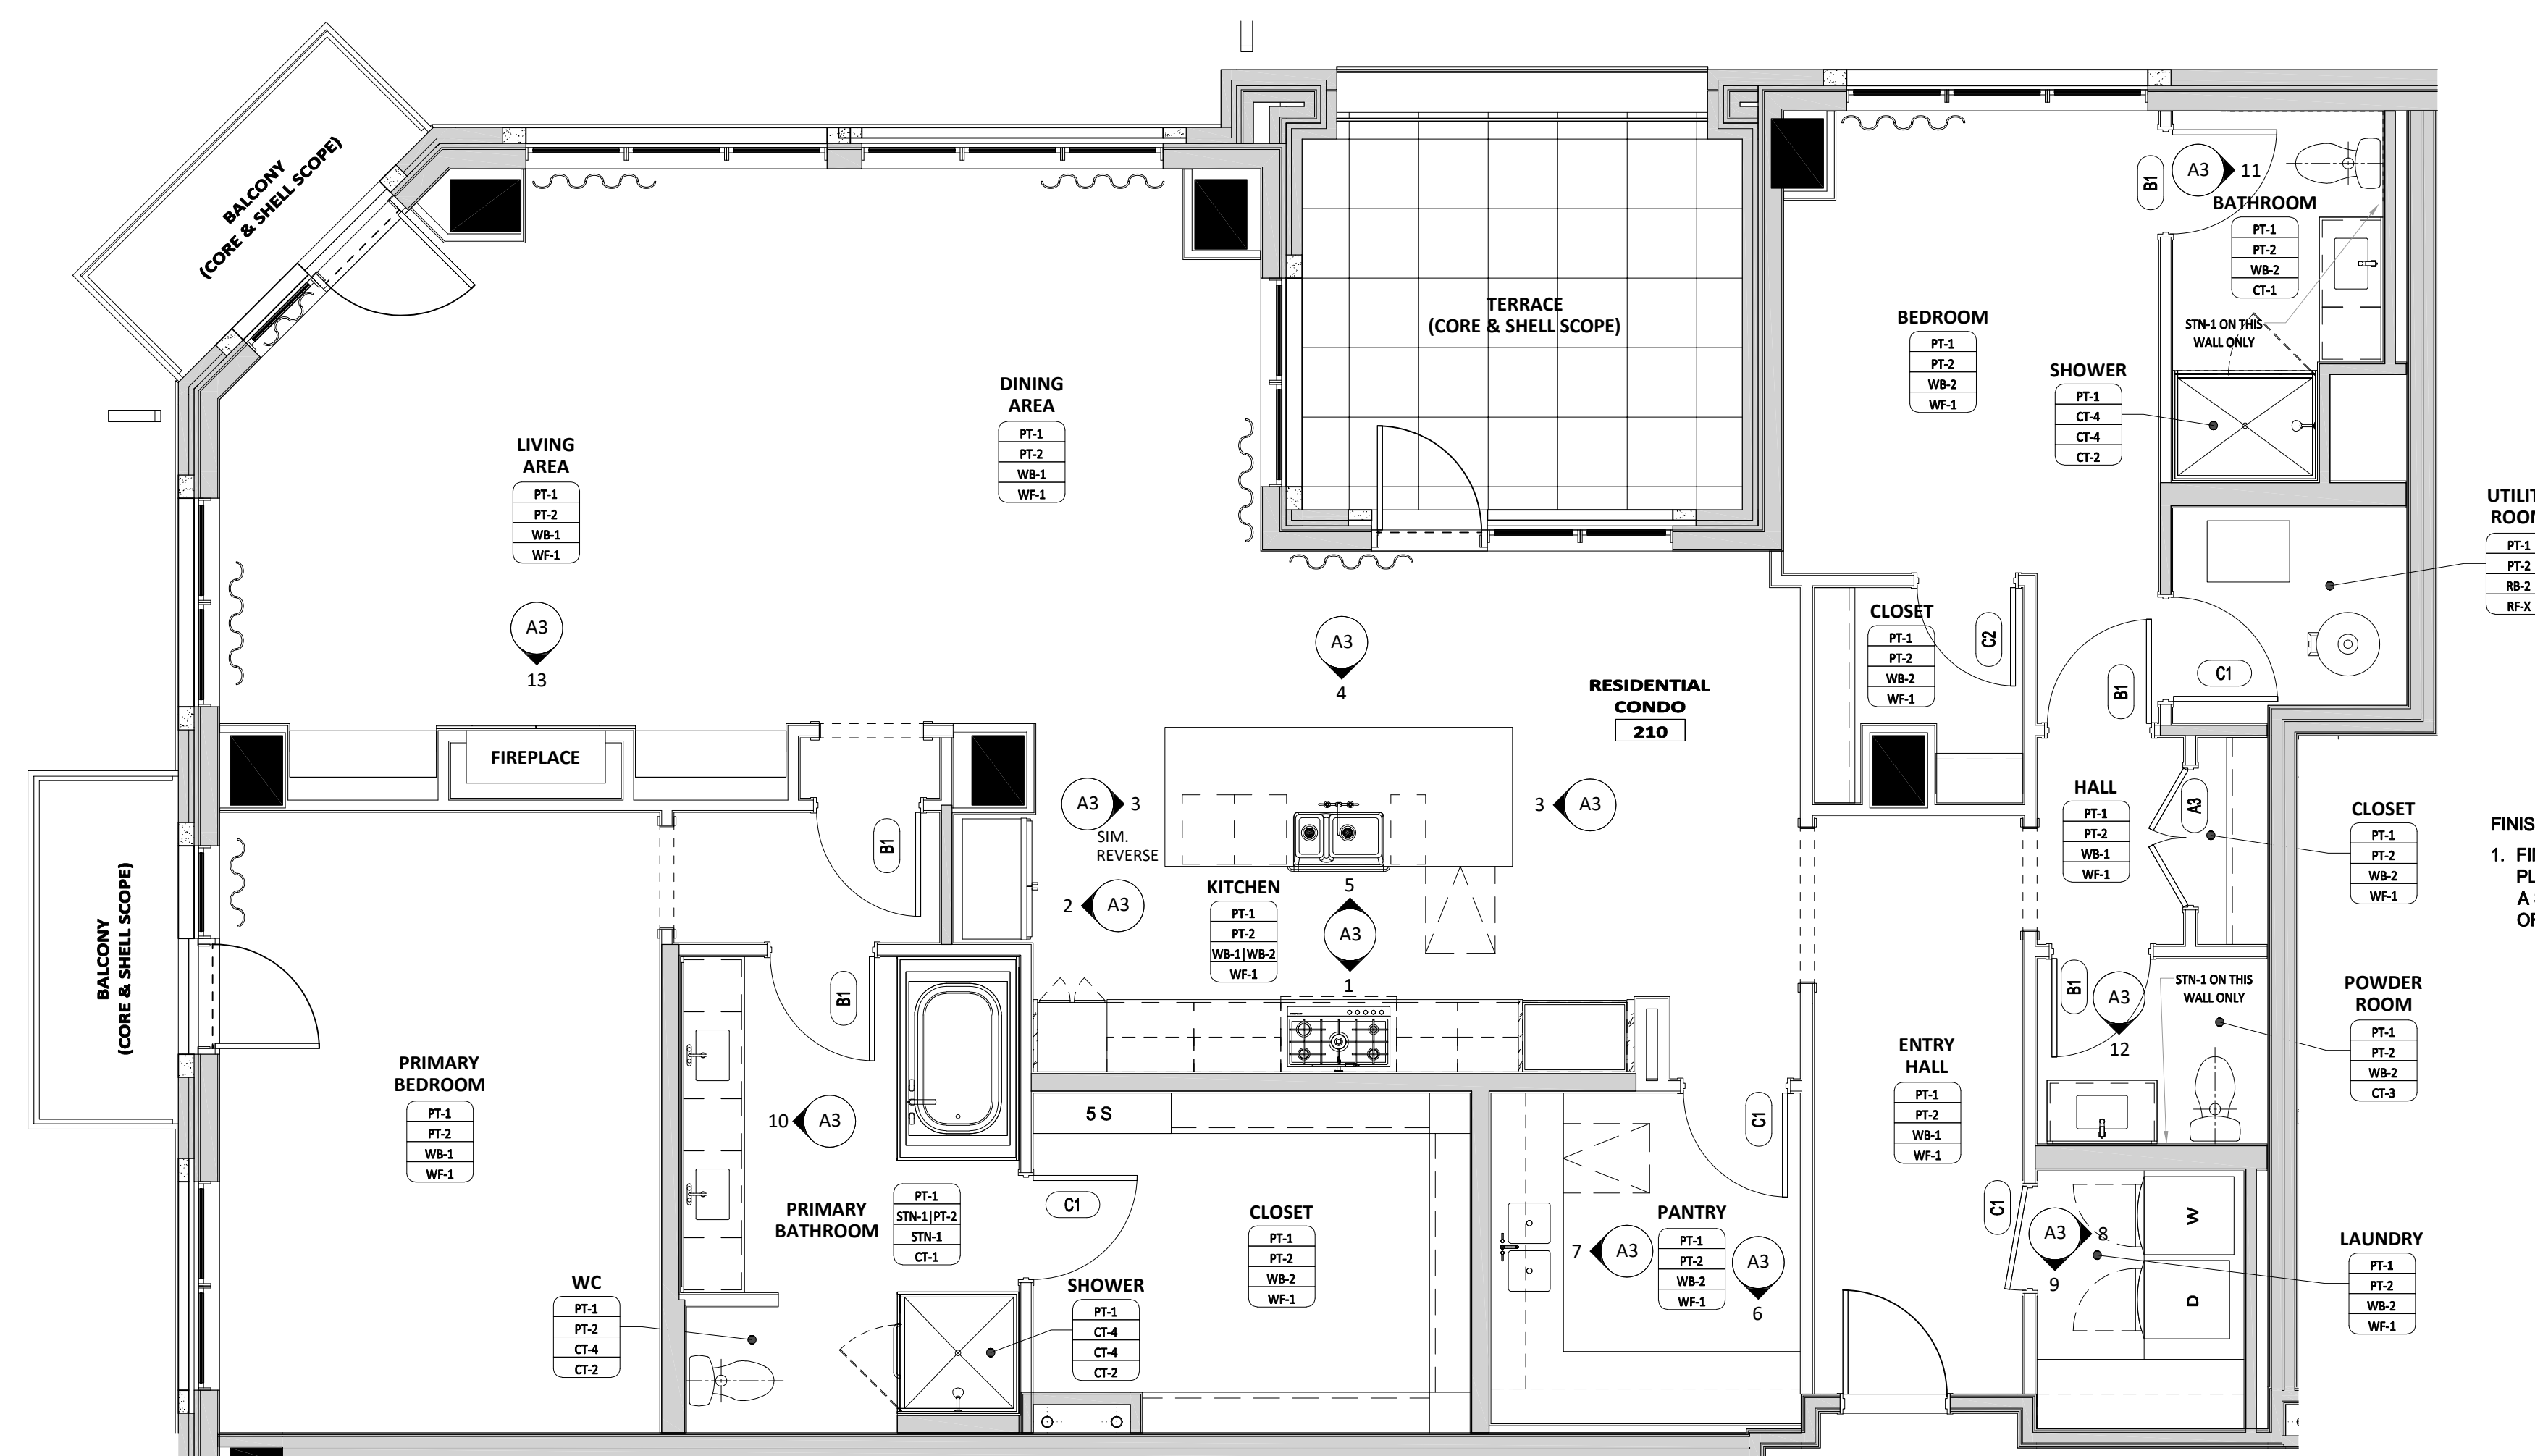 BALCONY
(CORE & SHELL SCOPE)
TERRACE
(CORE & SHELL SCOPE)
LIVING
AREA
PT-1
PT-2
WB-1
WF-1
DINING
AREA
PT-1
PT-2
WB-1
WF-1
BEDROOM
PT-1
PT-2
WB-2
WF-1
B1
A3
11
BATHROOM
PT-1
PT-2
WB-2
CT-1
STN-1 ON THIS
WALL ONLY
SHOWER
PT-1
CT-4
CT-4
CT-2
PT-1
PT-2
RB-2
RF-X
A3
13
A3
4
RESIDENTIAL
CONDO
210
CLOSET
PT-1
PT-2
WB-2
WF-1
C2
B1
C1
FIREPLACE
B1
A3
3
SIM.
REVERSE
3
A3
2
A3
KITCHEN
PT-1
PT-2
WB-1|WB-2
WF-1
5
A3
1
HALL
PT-1
PT-2
WB-1
WF-1
A3
CLOSET
PT-1
PT-2
WB-2
WF-1
1.
A
BALCONY
(CORE & SHELL SCOPE)
PRIMARY
BEDROOM
PT-1
PT-2
WB-1
WF-1
B1
10
A3
PRIMARY
BATHROOM
PT-1
STN-1|PT-2
STN-1
CT-1
WC
PT-1
PT-2
CT-4
CT-2
SHOWER
PT-1
CT-4
CT-4
CT-2
5 S
C1
CLOSET
PT-1
PT-2
WB-2
WF-1
C1
7
A3
PANTRY
PT-1
PT-2
WB-2
WF-1
A3
6
ENTRY
HALL
PT-1
PT-2
WB-1
WF-1
B1
A3
12
STN-1 ON THIS
WALL ONLY
POWDER
ROOM
PT-1
PT-2
WB-2
CT-3
C1
A3
8
9
W
D
LAUNDRY
PT-1
PT-2
WB-2
WF-1